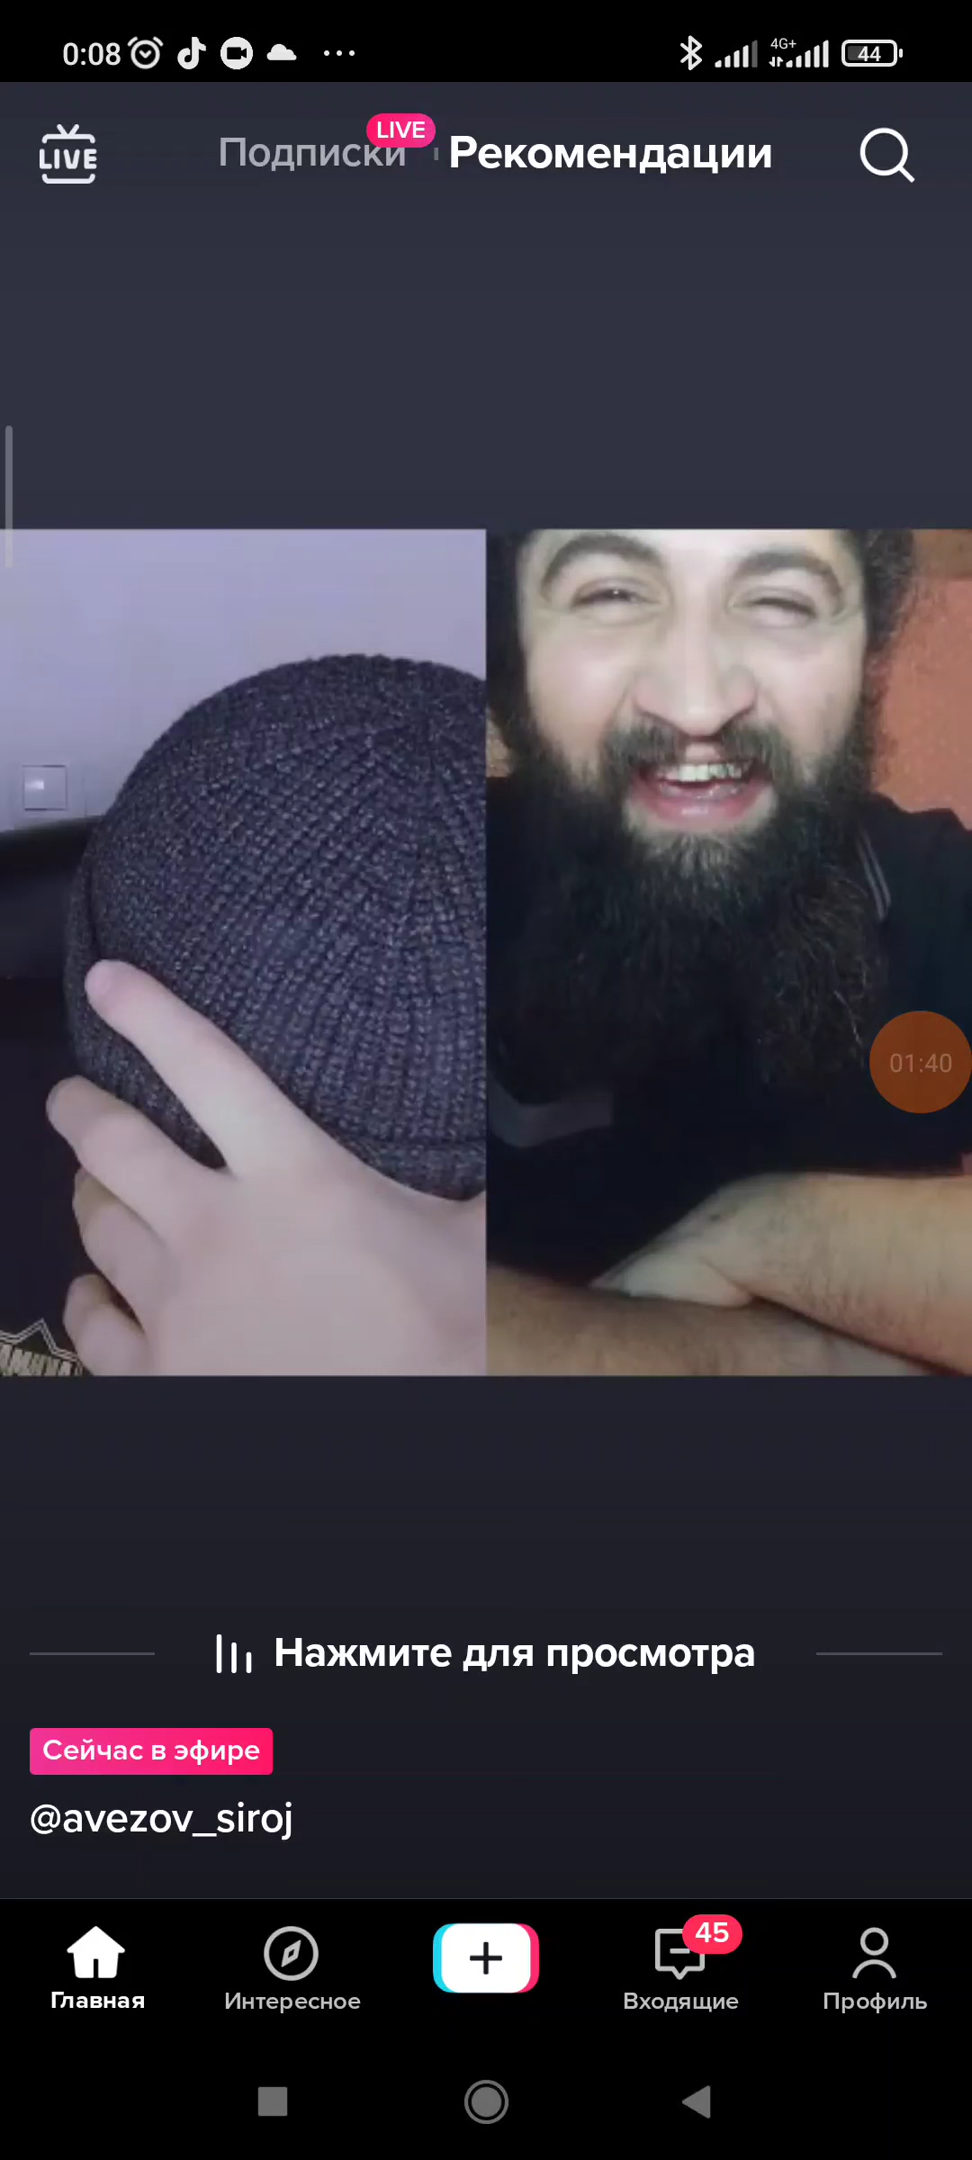 0:08
4G+
44
LIVE
Подписки
LIVE
Рекомендации
01:40
Нажмите для просмотра
Сейчас в эфире
@avezov_siroj
Главная
Интересное
45
Входящие
Профиль